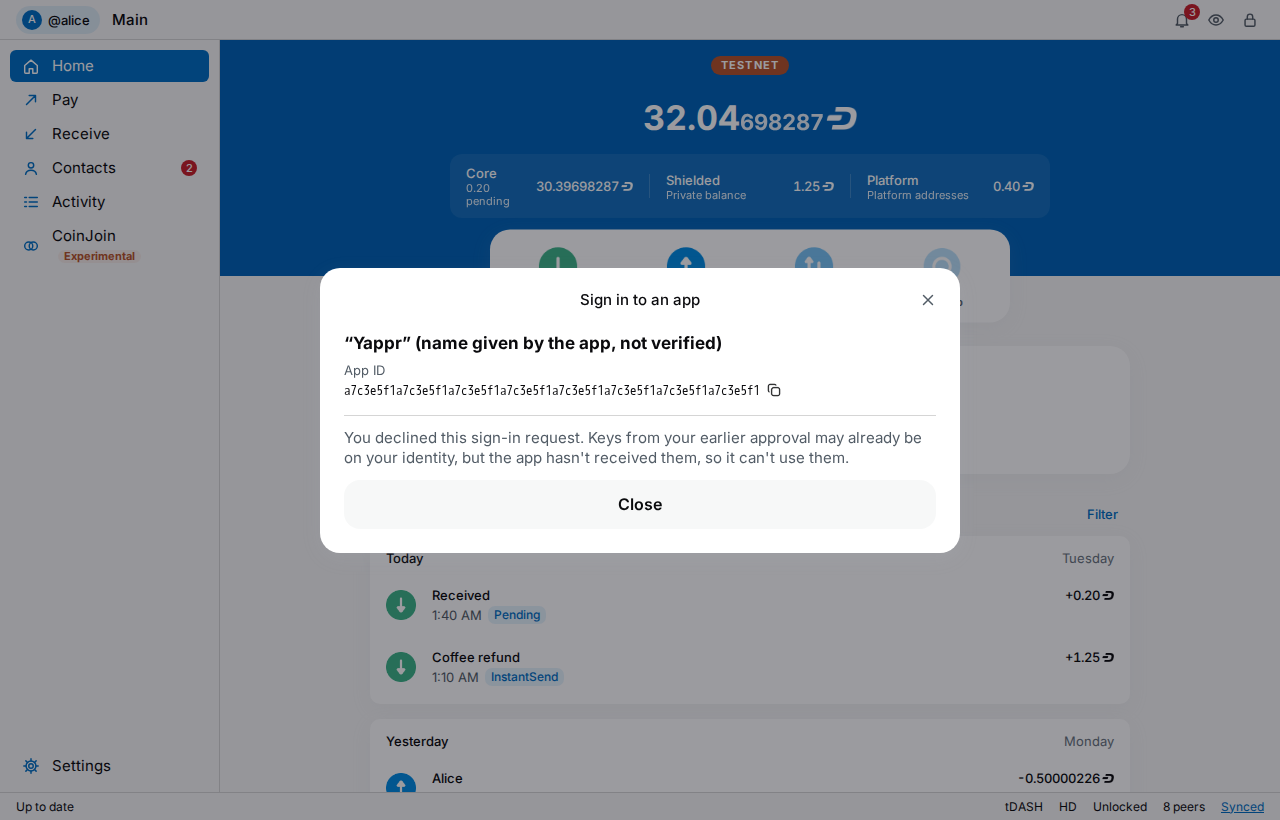 A @alice Main 3
Home
Pay
Receive
Contacts 2
Activity
CoinJoin
Experimental
Settings
TESTNET
32.04698287
Core
0.20 pending
30.39698287
Shielded
Private balance
1.25
Platform
Platform addresses
0.40
Sign in to an app
“Yappr” (name given by the app, not verified)
App ID
a7c3e5f1a7c3e5f1a7c3e5f1a7c3e5f1a7c3e5f1a7c3e5f1a7c3e5f1a7c3e5f1
You declined this sign-in request. Keys from your earlier approval may already be
on your identity, but the app hasn't received them, so it can't use them.
Close
Filter
Today Tuesday
Received +0.20
1:40 AM Pending
Coffee refund +1.25
1:10 AM InstantSend
Yesterday Monday
Alice -0.50000226
Up to date tDASH HD Unlocked 8 peers Synced